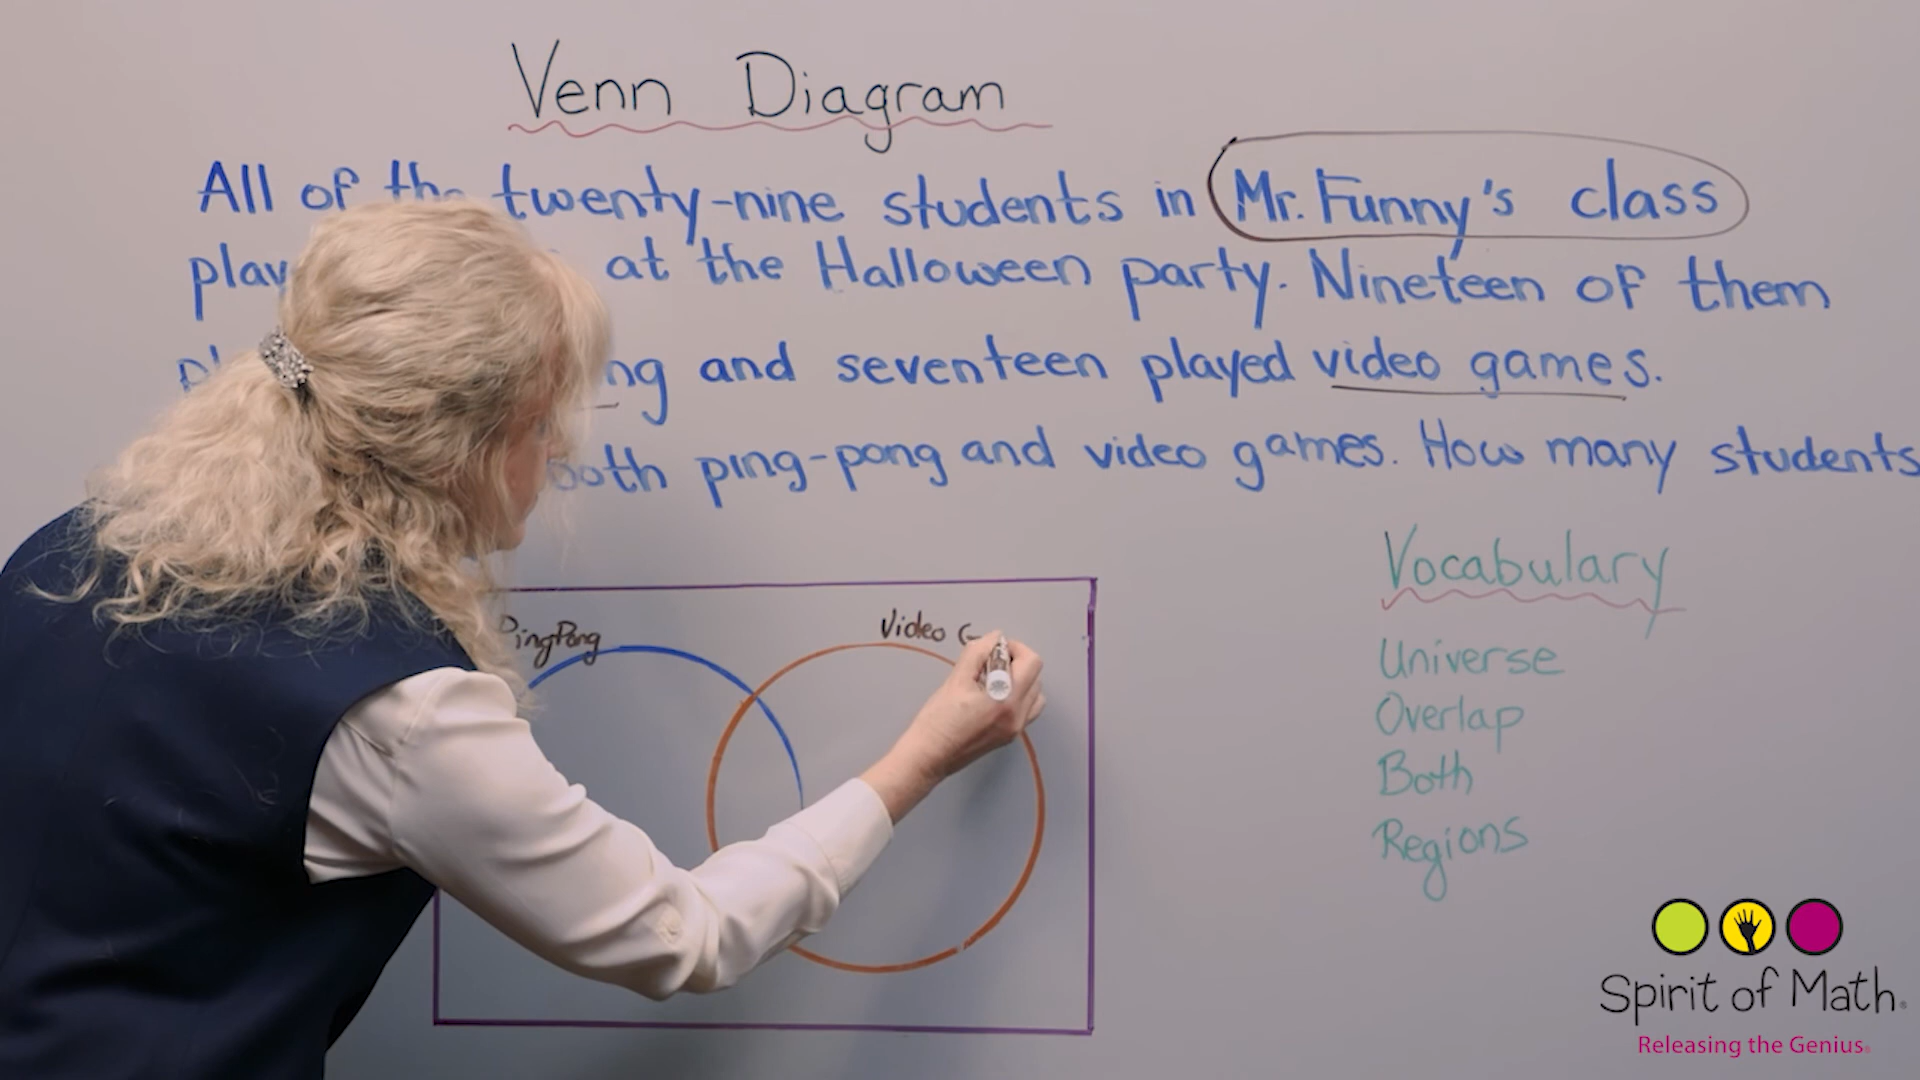 Venn Diagram
All of the twenty-nine students in Mr. Funny's class
at the Halloween party. Nineteen of them
and seventeen played video games.
both ping-pong and video games. How many students
PingPong
Video G
Vocabulary
Universe
Overlap
Both
Regions
Spirit of Math
Releasing the Genius